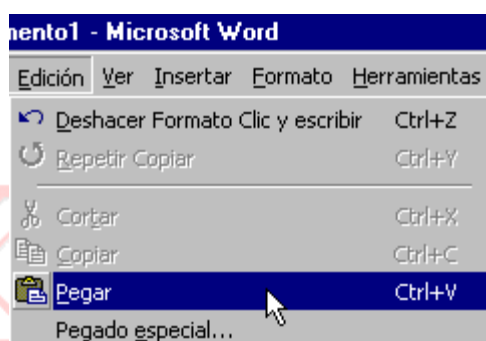 mento1 - Microsoft Word
Edición Ver Insertar Formato Herramientas
Deshacer Formato Clic y escribir Ctrl+Z
Repetir Copiar Ctrl+Y
Cortar Ctrl+X
Copiar Ctrl+C
Pegar Ctrl+V
Pegado especial...